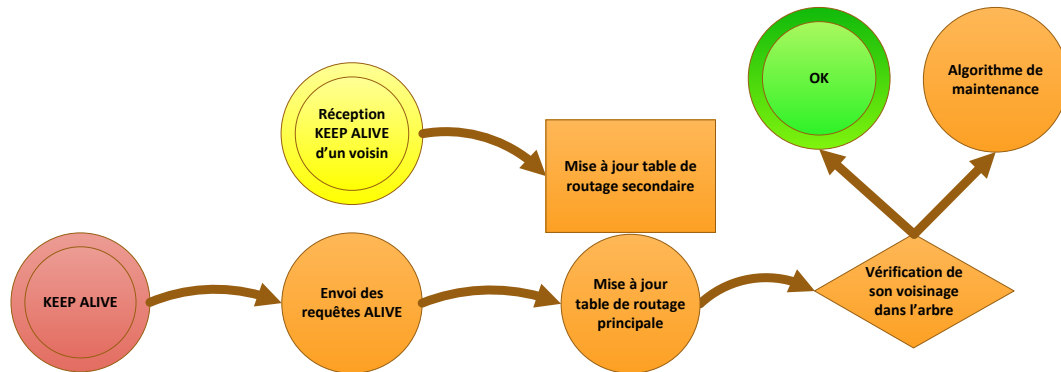 OK
Algorithme de
maintenance
Réception
KEEP ALIVE
d'un voisin
Mise à jour table de
routage secondaire
KEEP ALIVE
Envoi des
requêtes ALIVE
Mise à jour
table de routage
principale
Vérification de
son voisinage
dans l'arbre